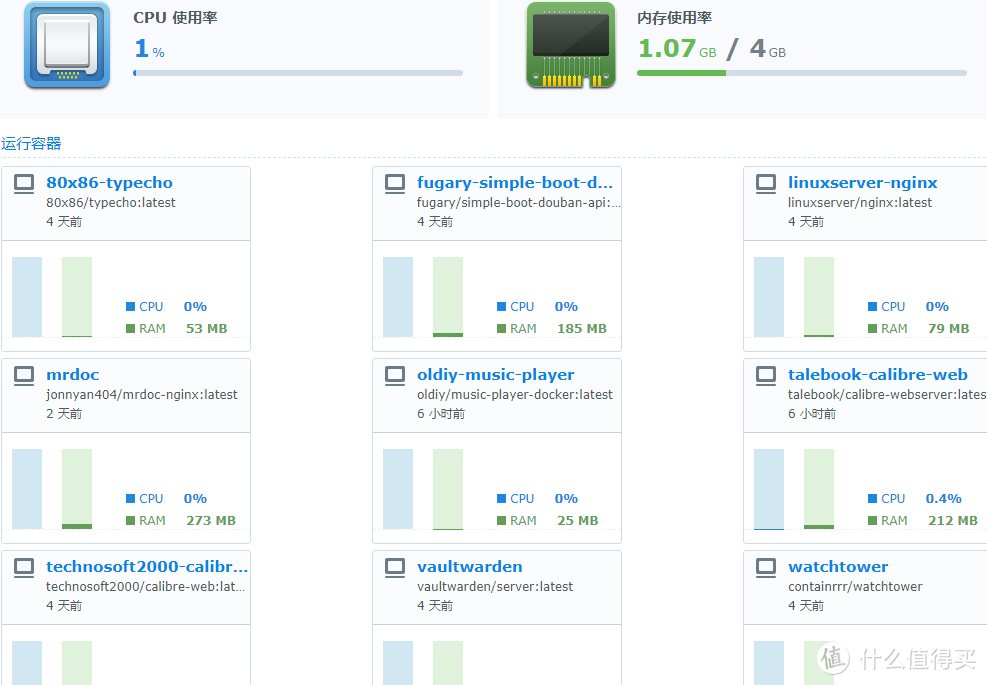 CPU 使用率
1 %
内存使用率
1.07 GB / 4 GB
运行容器
80x86-typecho
80x86/typecho:latest
4 天前
CPU 0%
RAM 53 MB
fugary-simple-boot-d...
fugary/simple-boot-douban-api:...
4 天前
CPU 0%
RAM 185 MB
linuxserver-nginx
linuxserver/nginx:latest
4 天前
CPU 0%
RAM 79 MB
mrdoc
jonnyan404/mrdoc-nginx:latest
2 天前
CPU 0%
RAM 273 MB
oldiy-music-player
oldiy/music-player-docker:latest
6 小时前
CPU 0%
RAM 25 MB
talebook-calibre-web
talebook/calibre-webserver:lates
6 小时前
CPU 0.4%
RAM 212 MB
technosoft2000-calibr...
technosoft2000/calibre-web:lat...
4 天前
vaultwarden
vaultwarden/server:latest
4 天前
watchtower
containrrr/watchtower
4 天前
值 什么值得买